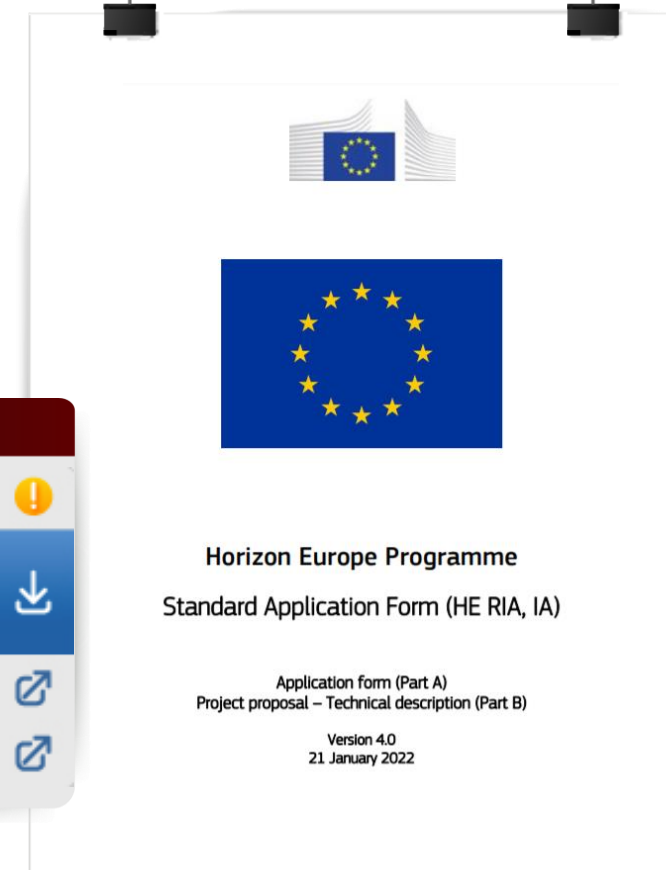 Horizon Europe Programme
Standard Application Form (HE RIA, IA)
Application form (Part A)
Project proposal – Technical description (Part B)
Version 4.0
21 January 2022